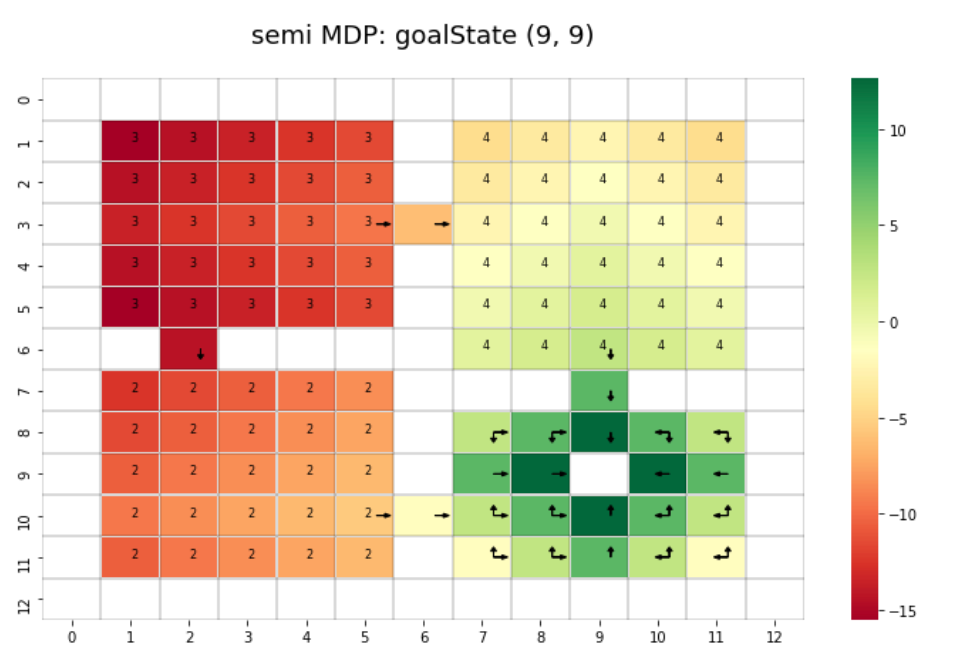 semi MDP: goalState (9, 9)
0
1 3 3 3 3 3 4 4 4 4 4
2 3 3 3 3 3 4 4 4 4 4
3 3 3 3 3 3 4 4 4 4 4
4 3 3 3 3 3 4 4 4 4 4
5 3 3 3 3 3 4 4 4 4 4
6 4 4 4 4 4
7 2 2 2 2 2
8 2 2 2 2 2
9 2 2 2 2 2
10 2 2 2 2 2
11 2 2 2 2 2
12
0 1 2 3 4 5 6 7 8 9 10 11 12
10
5
0
−5
−10
−15